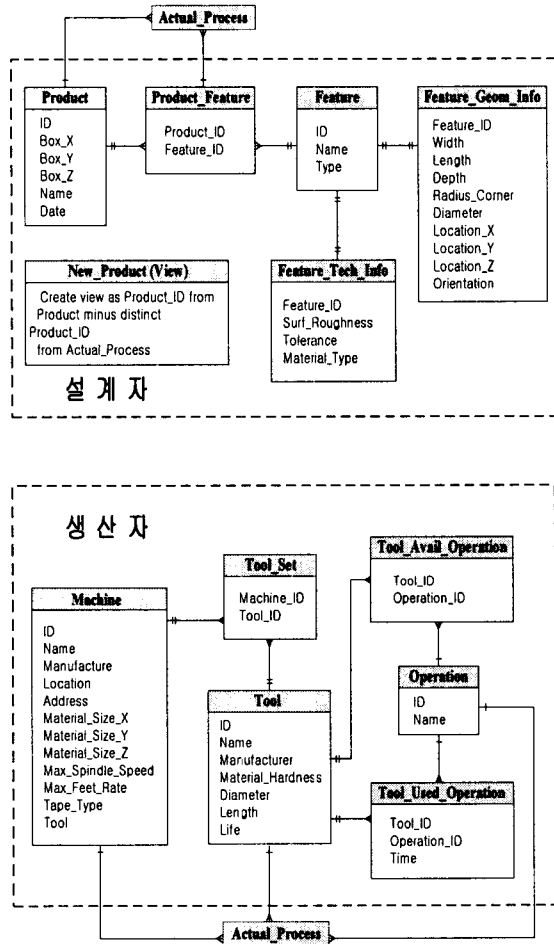 Actual_Process
Product
ID
Box_X
Box_Y
Box_Z
Name
Date
Product_Feature
Product_ID
Feature_ID
Feature
ID
Name
Type
Feature_Geom_Info
Feature_ID
Width
Length
Depth
Radius_Corner
Diameter
Location_X
Location_Y
Location_Z
Orientation
New_Product (View)
Create view as Product_ID from
Product minus distinct
Product_ID
from Actual_Process
Feature_Tech_Info
Feature_ID
Surf_Roughness
Tolerance
Material_Type
설 계 자
생 산 자
Machine
ID
Name
Manufacture
Location
Address
Material_Size_X
Material_Size_Y
Material_Size_Z
Max_Spindle_Speed
Max_Feet_Rate
Tape_Type
Tool
Tool_Set
Machine_ID
Tool_ID
Tool
ID
Name
Manufacturer
Material_Hardness
Diameter
Length
Life
Tool_Avail_Operation
Tool_ID
Operation_ID
Operation
ID
Name
Tool_Used_Operation
Tool_ID
Operation_ID
Time
Actual_Process